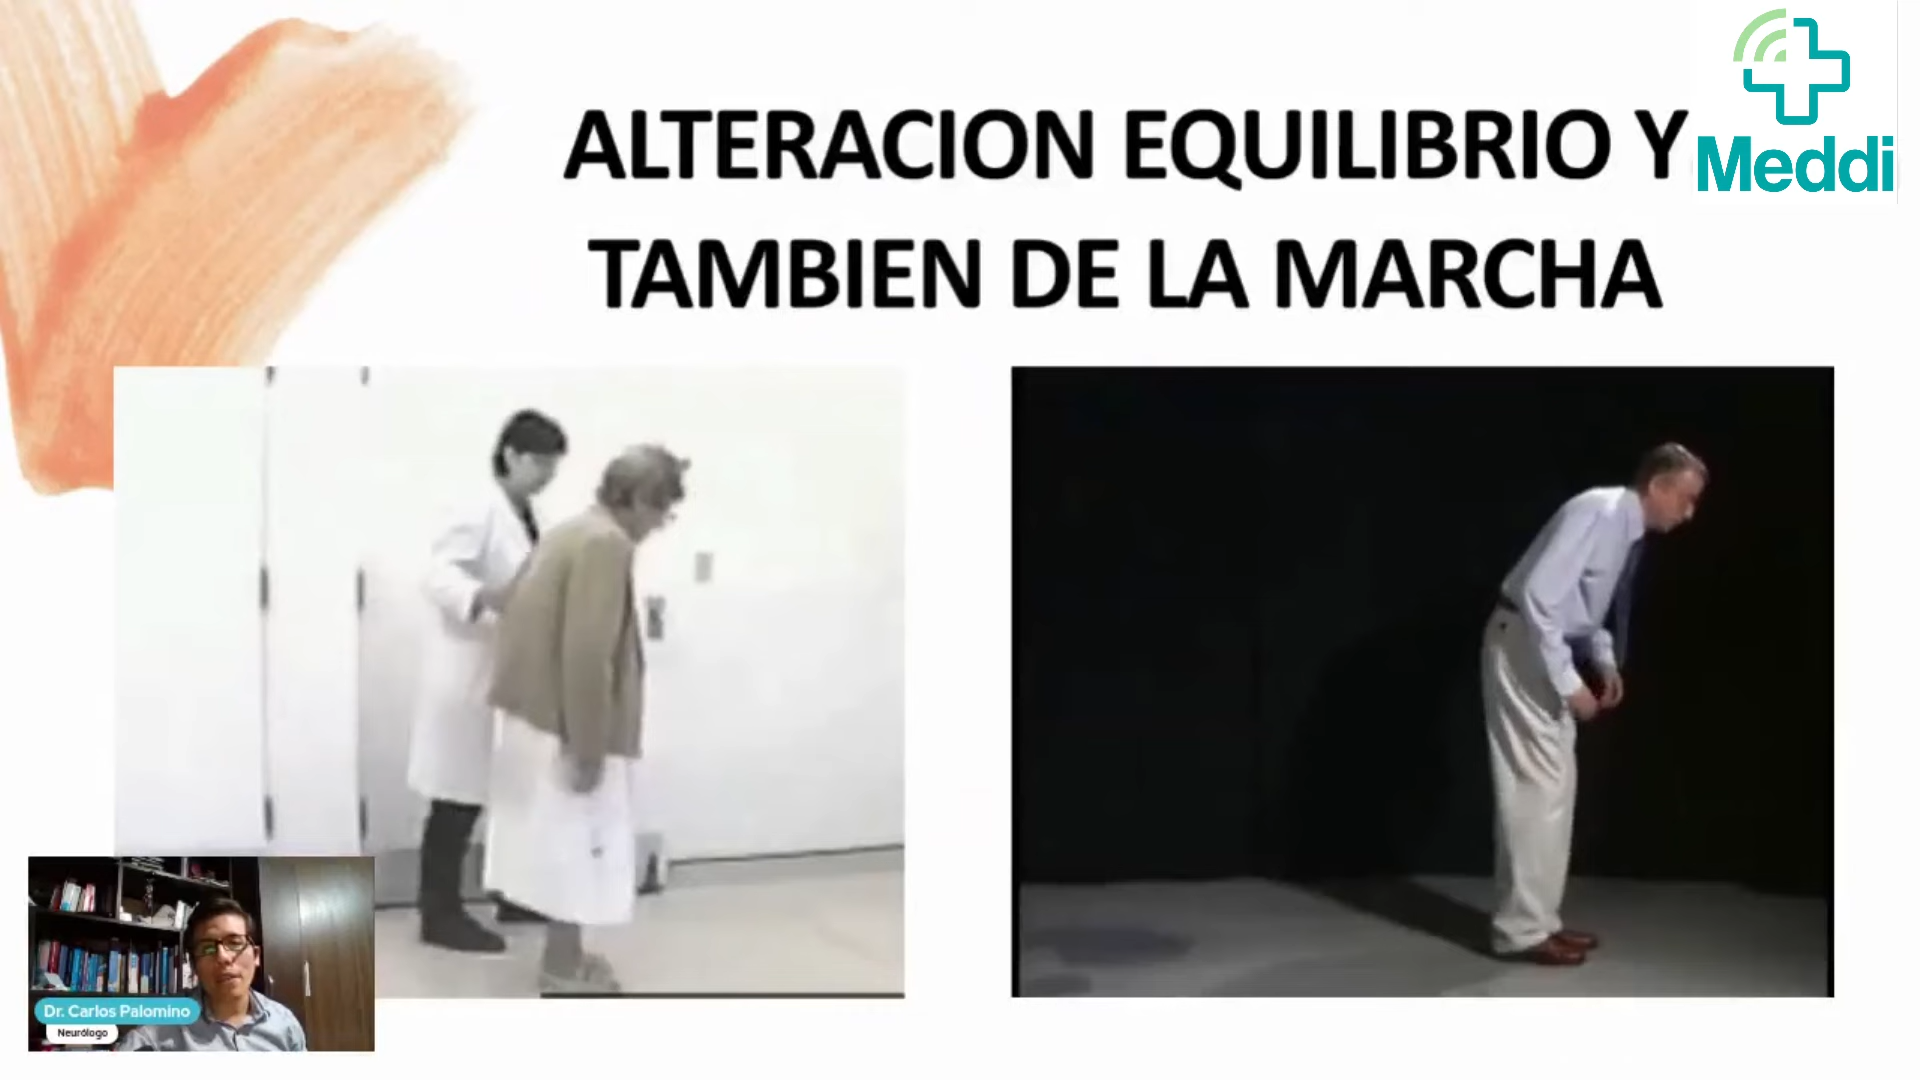 ALTERACION EQUILIBRIO Y
TAMBIEN DE LA MARCHA
Meddi
Dr. Carlos Palomino
Neurólogo